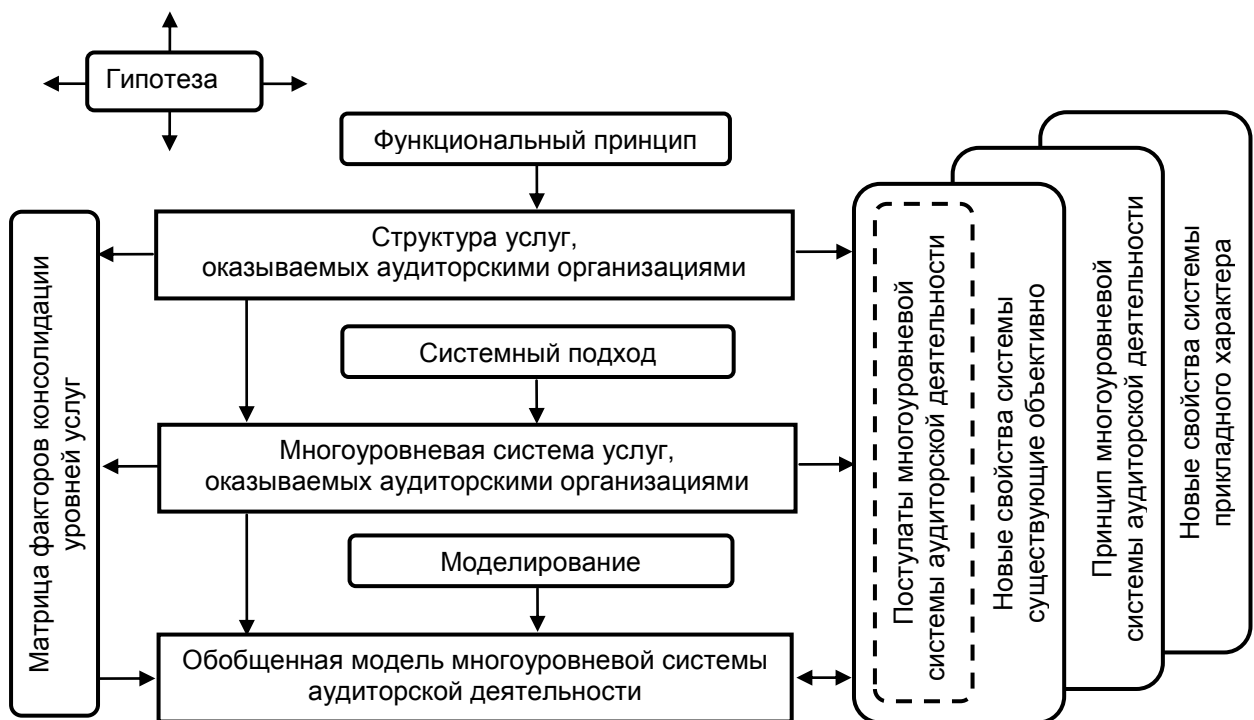 Гипотеза
Функциональный принцип
Структура услуг,
оказываемых аудиторскими организациями
Системный подход
Многоуровневая система услуг,
оказываемых аудиторскими организациями
Моделирование
Обобщенная модель многоуровневой системы
аудиторской деятельности
Матрица факторов консолидации
уровней услуг
Постулаты многоуровневой
системы аудиторской деятельности
Новые свойства системы
существующие объективно
Принцип многоуровневой
системы аудиторской деятельности
Новые свойства системы
прикладного характера